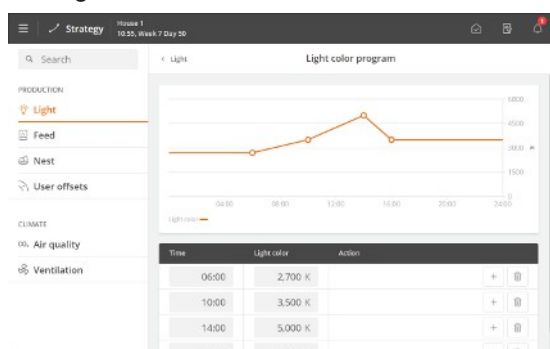 Strategy
House 1
10:55, Week 7 Day 50
Search
Light
Light color program
PRODUCTION
Light
Feed
Nest
User offsets
CLIMATE
Air quality
Ventilation
4500
3000
1500
0
04:00 08:00 12:00 16:00 20:00 24:00
Light color
Time Light color Action
06:00 2,700 K
10:00 3,500 K
14:00 5,000 K